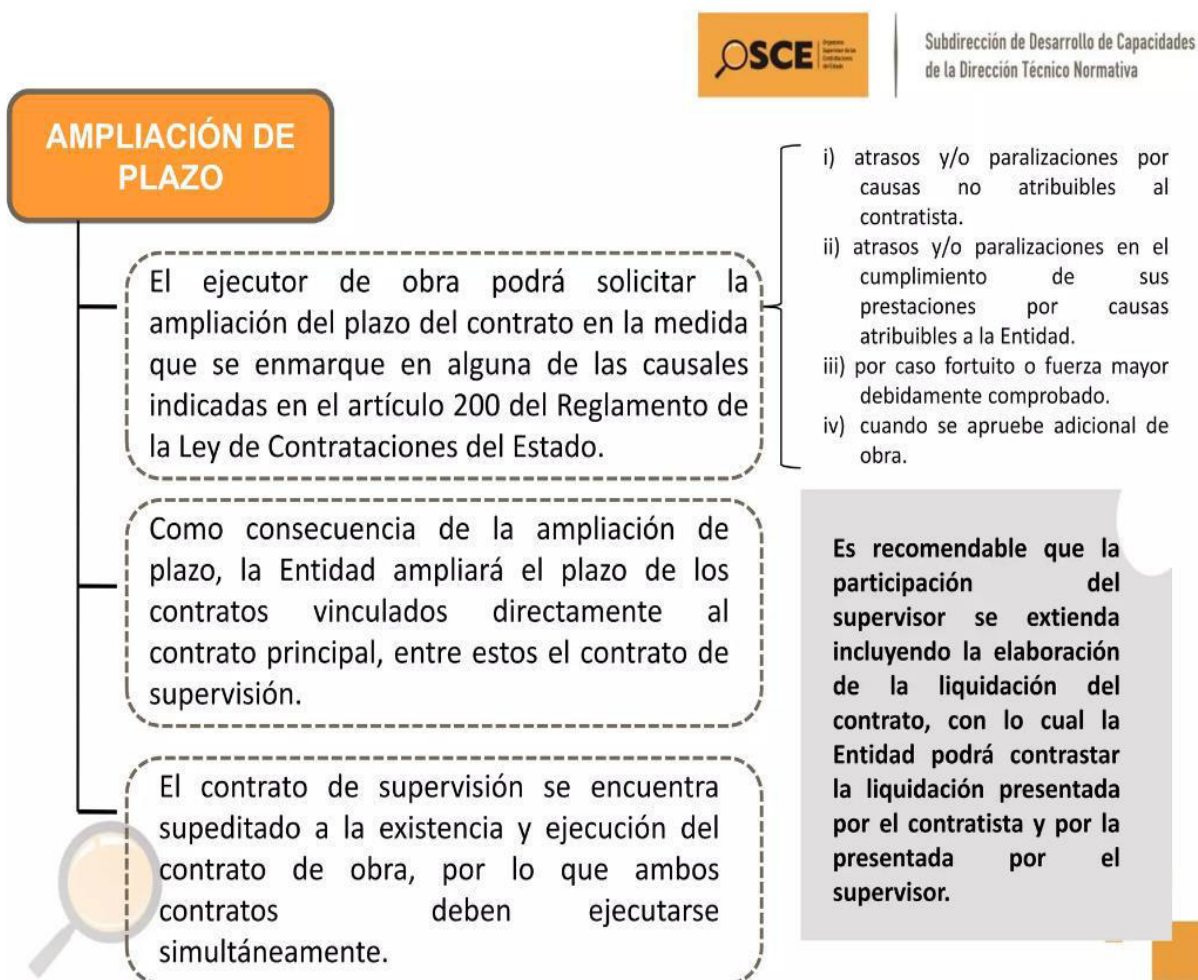 OSCE
Organismo
Supervisor de las
Contrataciones
del Estado
Subdirección de Desarrollo de Capacidades
de la Dirección Técnico Normativa
AMPLIACIÓN DE
PLAZO
El ejecutor de obra podrá solicitar la
ampliación del plazo del contrato en la medida
que se enmarque en alguna de las causales
indicadas en el artículo 200 del Reglamento de
la Ley de Contrataciones del Estado.
i) atrasos y/o paralizaciones por
causas no atribuibles al
contratista.
ii) atrasos y/o paralizaciones en el
cumplimiento de sus
prestaciones por causas
atribuibles a la Entidad.
iii) por caso fortuito o fuerza mayor
debidamente comprobado.
iv) cuando se apruebe adicional de
obra.
Como consecuencia de la ampliación de
plazo, la Entidad ampliará el plazo de los
contratos vinculados directamente al
contrato principal, entre estos el contrato de
supervisión.
El contrato de supervisión se encuentra
supeditado a la existencia y ejecución del
contrato de obra, por lo que ambos
contratos deben ejecutarse
simultáneamente.
Es recomendable que la
participación del
supervisor se extienda
incluyendo la elaboración
de la liquidación del
contrato, con lo cual la
Entidad podrá contrastar
la liquidación presentada
por el contratista y por la
presentada por el
supervisor.